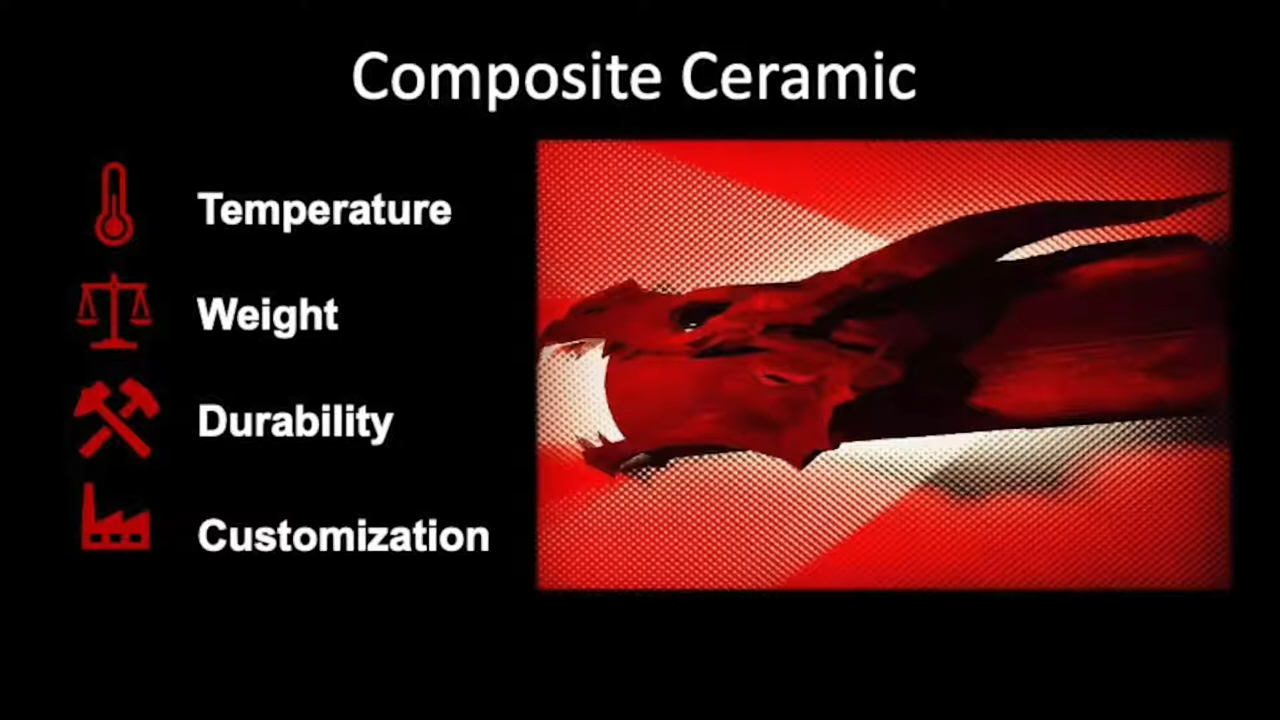 Composite Ceramic
Temperature
Weight
Durability
Customization